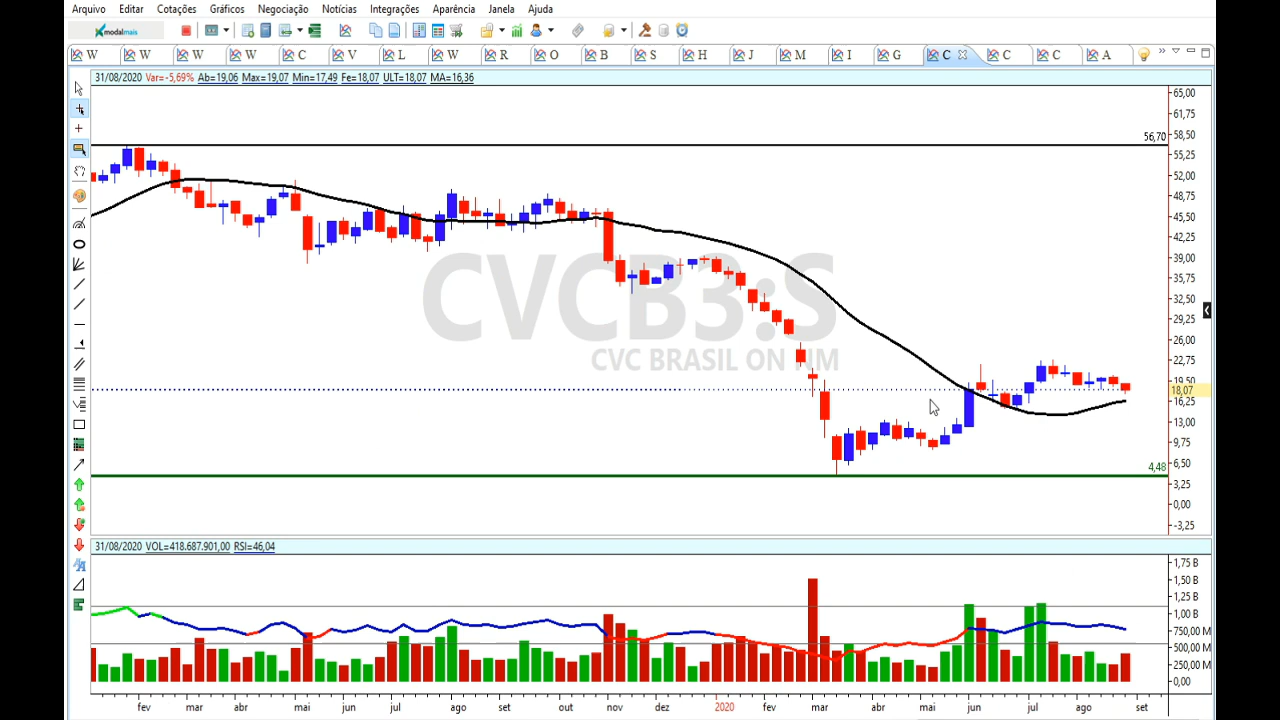 Arquivo Editar Cotações Gráficos Negociação Notícias Integrações Aparência Janela Ajuda
modalmais
W W W W C V L W R O B S H J M I G C C C A
31/08/2020 Var=-5,69% Ab=19,06 Max=19,07 Min=17,49 Fe=18,07 ULT=18,07 MA=16,36
65,00
61,75
58,50
56,70
55,25
52,00
48,75
45,50
42,25
39,00
35,75
32,50
29,25
26,00
22,75
19,50
18,07
16,25
13,00
9,75
6,50
4,48
3,25
0,00
-3,25
CVCB3:S
CVC BRASIL ON NM
31/08/2020 VOL=418.687.901,00 RSI=46,04
1,75 B
1,50 B
1,25 B
1,00 B
750,00 M
500,00 M
250,00 M
0,00
fev mar abr mai jun jul ago set out nov dez 2020 fev mar abr mai jun jul ago set